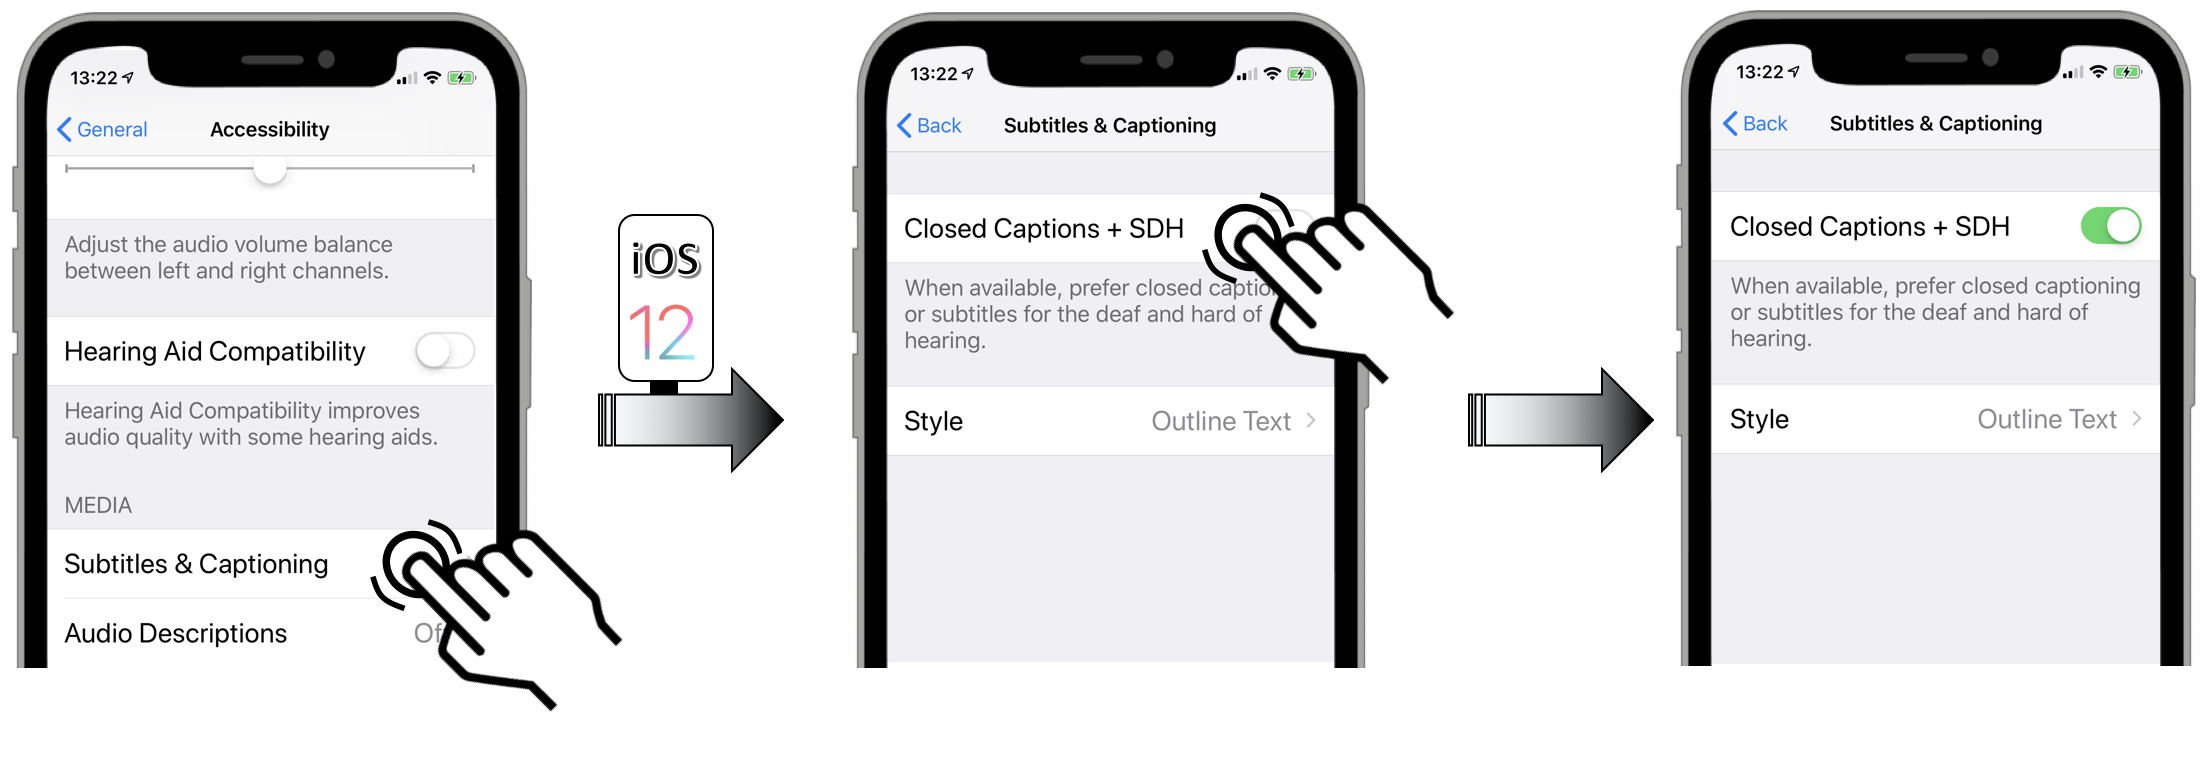 13:22
General
Accessibility
Adjust the audio volume balance
between left and right channels.
Hearing Aid Compatibility
Hearing Aid Compatibility improves
audio quality with some hearing aids.
MEDIA
Subtitles & Captioning
Audio Descriptions
iOS
12
13:22
Back
Subtitles & Captioning
Closed Captions + SDH
When available, prefer closed
or subtitles for the deaf and hard of
hearing.
Style Outline Text
13:22
Back
Subtitles & Captioning
Closed Captions + SDH
When available, prefer closed captioning
or subtitles for the deaf and hard of
hearing.
Style Outline Text